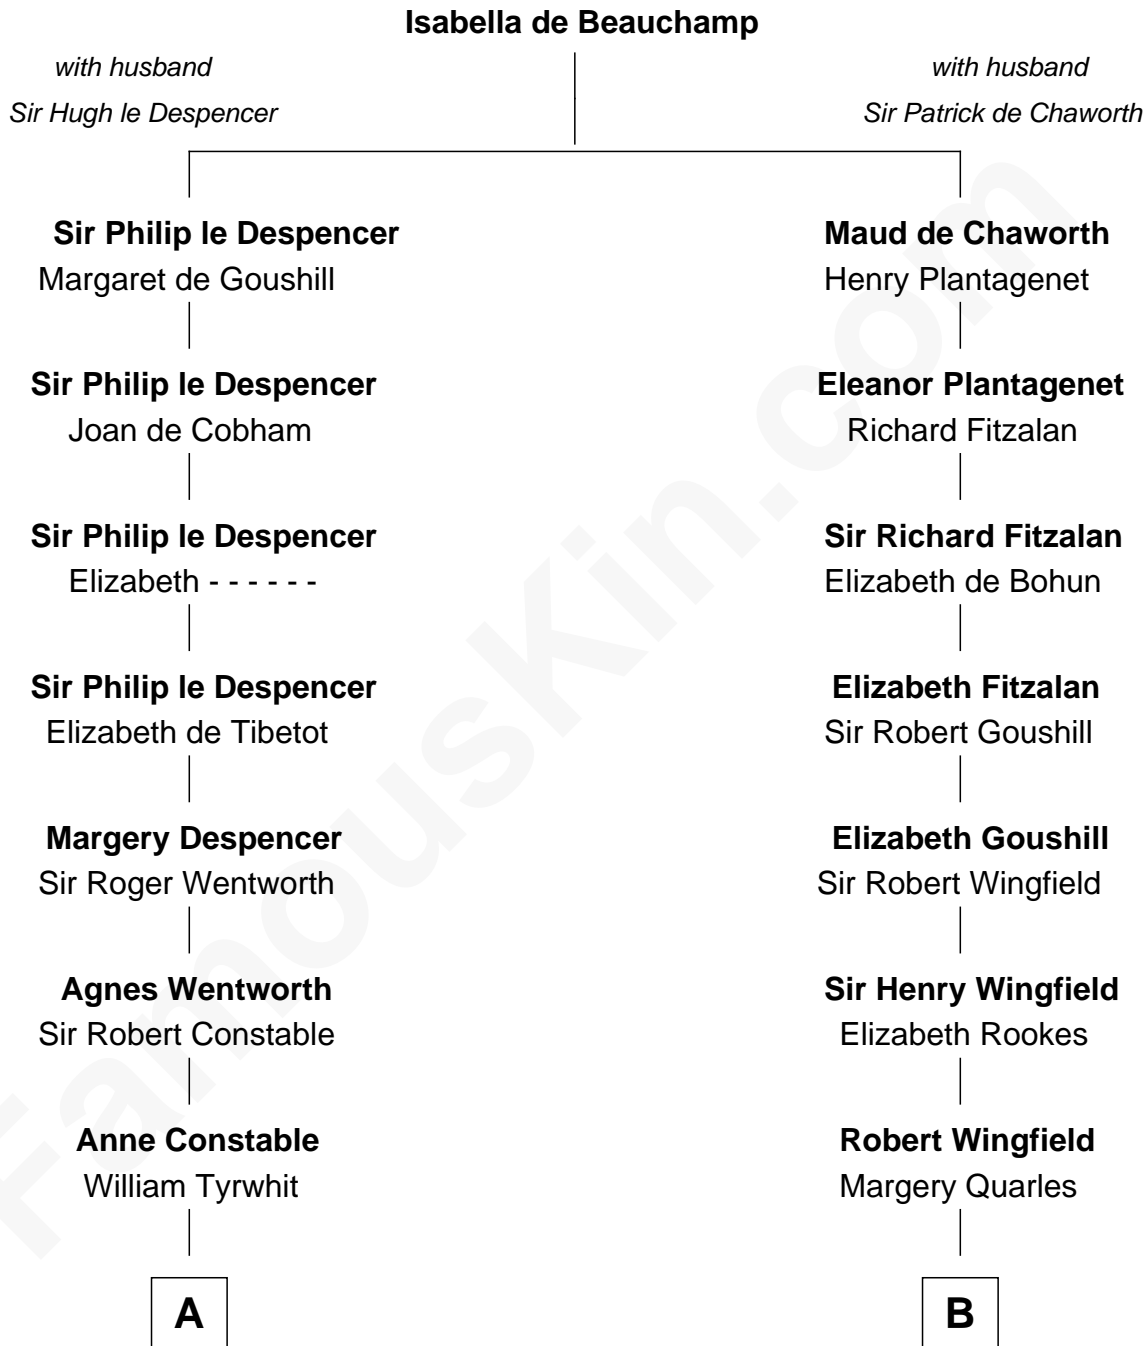 Isabella de Beauchamp
with husband
Sir Hugh le Despencer
with husband
Sir Patrick de Chaworth
Sir Philip le Despencer
Margaret de Goushill
Maud de Chaworth
Henry Plantagenet
Sir Philip le Despencer
Joan de Cobham
Eleanor Plantagenet
Richard Fitzalan
Sir Philip le Despencer
Elizabeth - - - - - -
Sir Richard Fitzalan
Elizabeth de Bohun
Sir Philip le Despencer
Elizabeth de Tibetot
Elizabeth Fitzalan
Sir Robert Goushill
Margery Despencer
Sir Roger Wentworth
Elizabeth Goushill
Sir Robert Wingfield
Agnes Wentworth
Sir Robert Constable
Sir Henry Wingfield
Elizabeth Rookes
Anne Constable
William Tyrwhit
Robert Wingfield
Margery Quarles
A
B
FamousKin.com